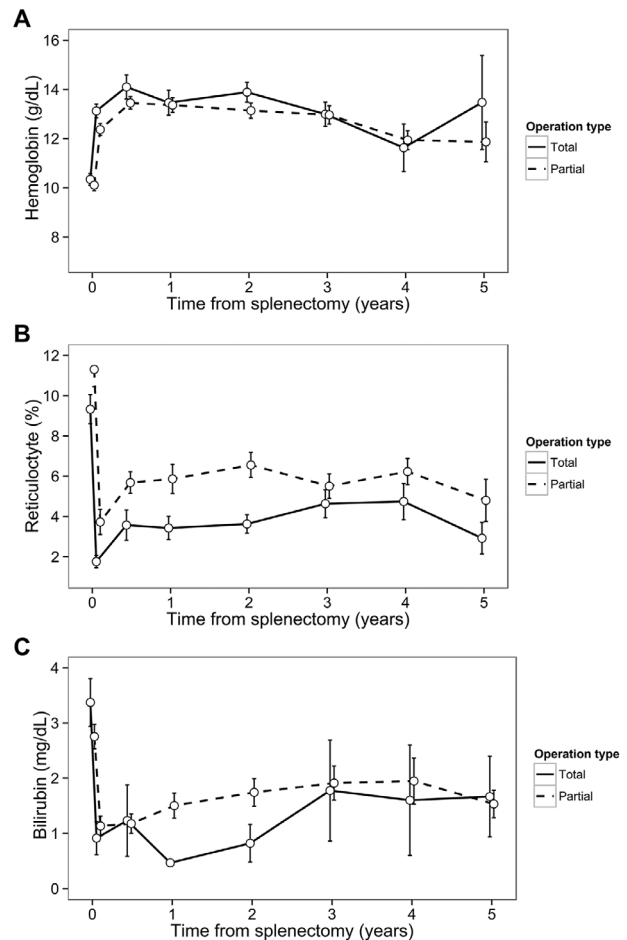 A
Hemoglobin (g/dL)
16
14
12
10
8
0 1 2 3 4 5
Time from splenectomy (years)
Operation type
Total
Partial
B
Reticuloctyte (%)
12
10
8
6
4
2
0 1 2 3 4 5
Time from splenectomy (years)
Operation type
Total
Partial
C
Bilirubin (mg/dL)
4
3
2
1
0
0 1 2 3 4 5
Time from splenectomy (years)
Operation type
Total
Partial